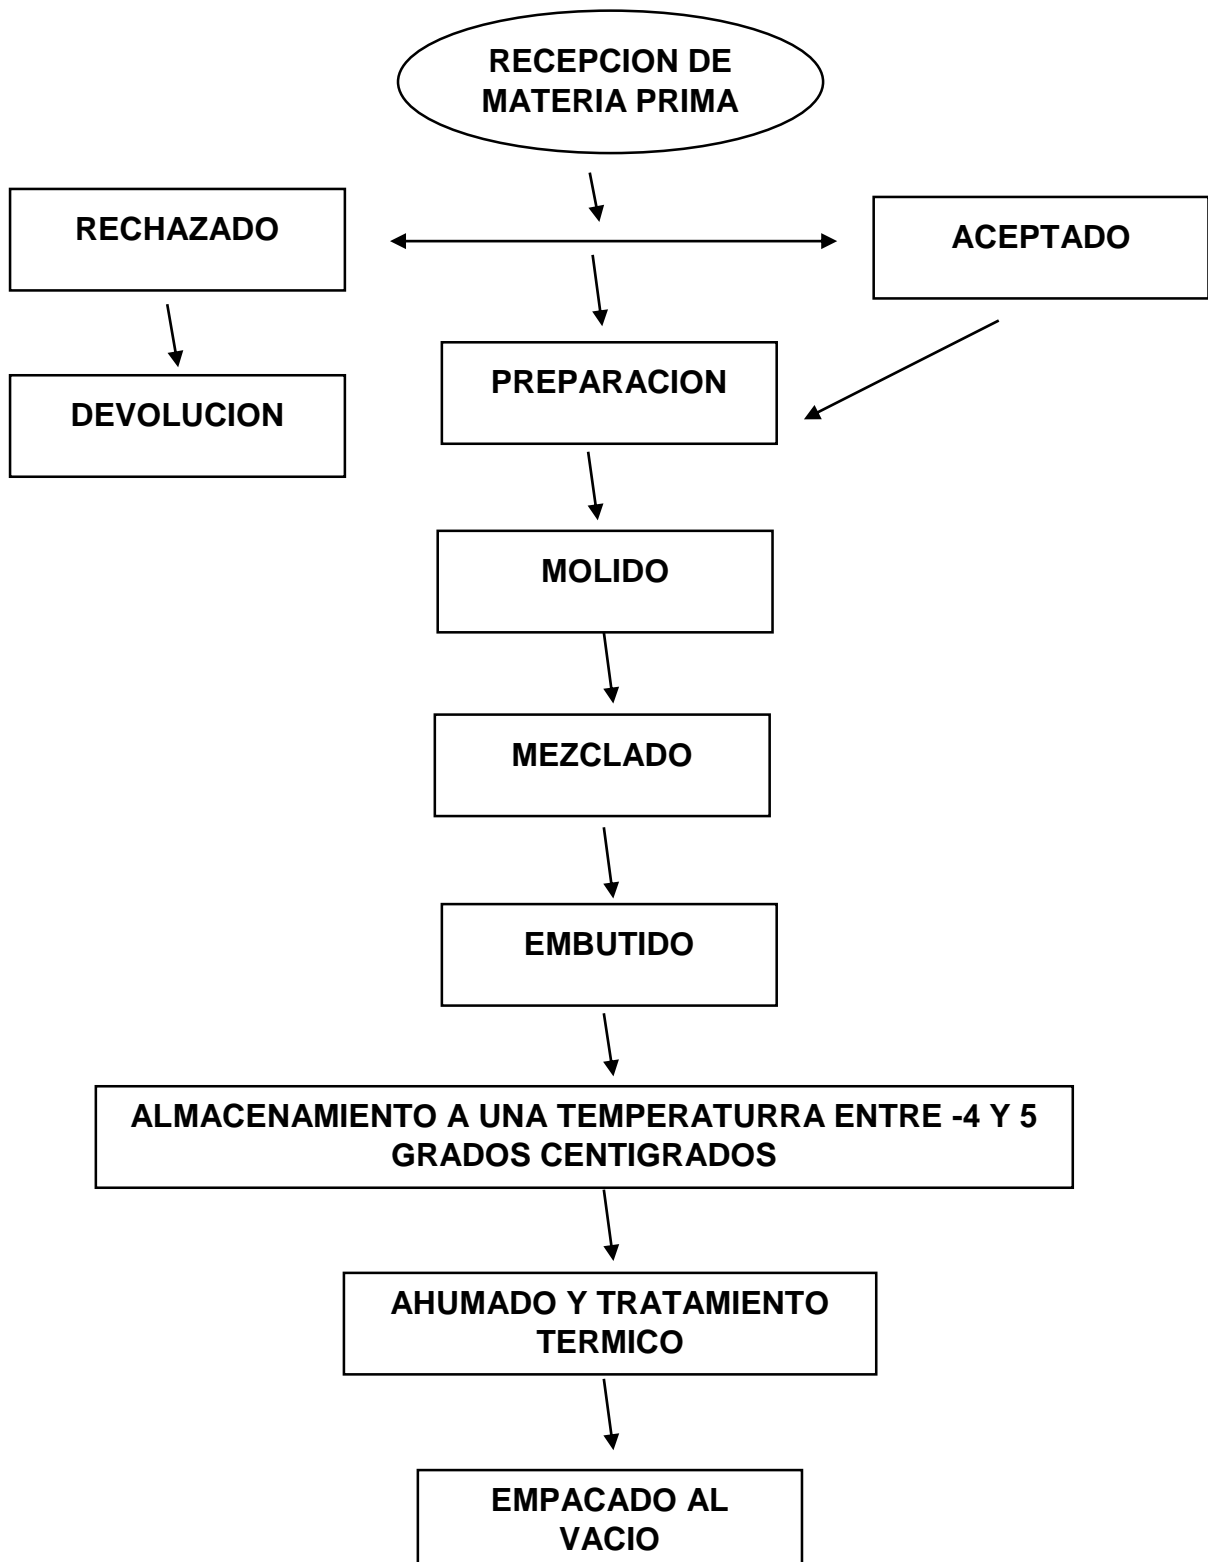 RECEPCION DE
MATERIA PRIMA
RECHAZADO
ACEPTADO
PREPARACION
DEVOLUCION
MOLIDO
MEZCLADO
EMBUTIDO
ALMACENAMIENTO A UNA TEMPERATURRA ENTRE -4 Y 5
GRADOS CENTIGRADOS
AHUMADO Y TRATAMIENTO
TERMICO
EMPACADO AL
VACIO